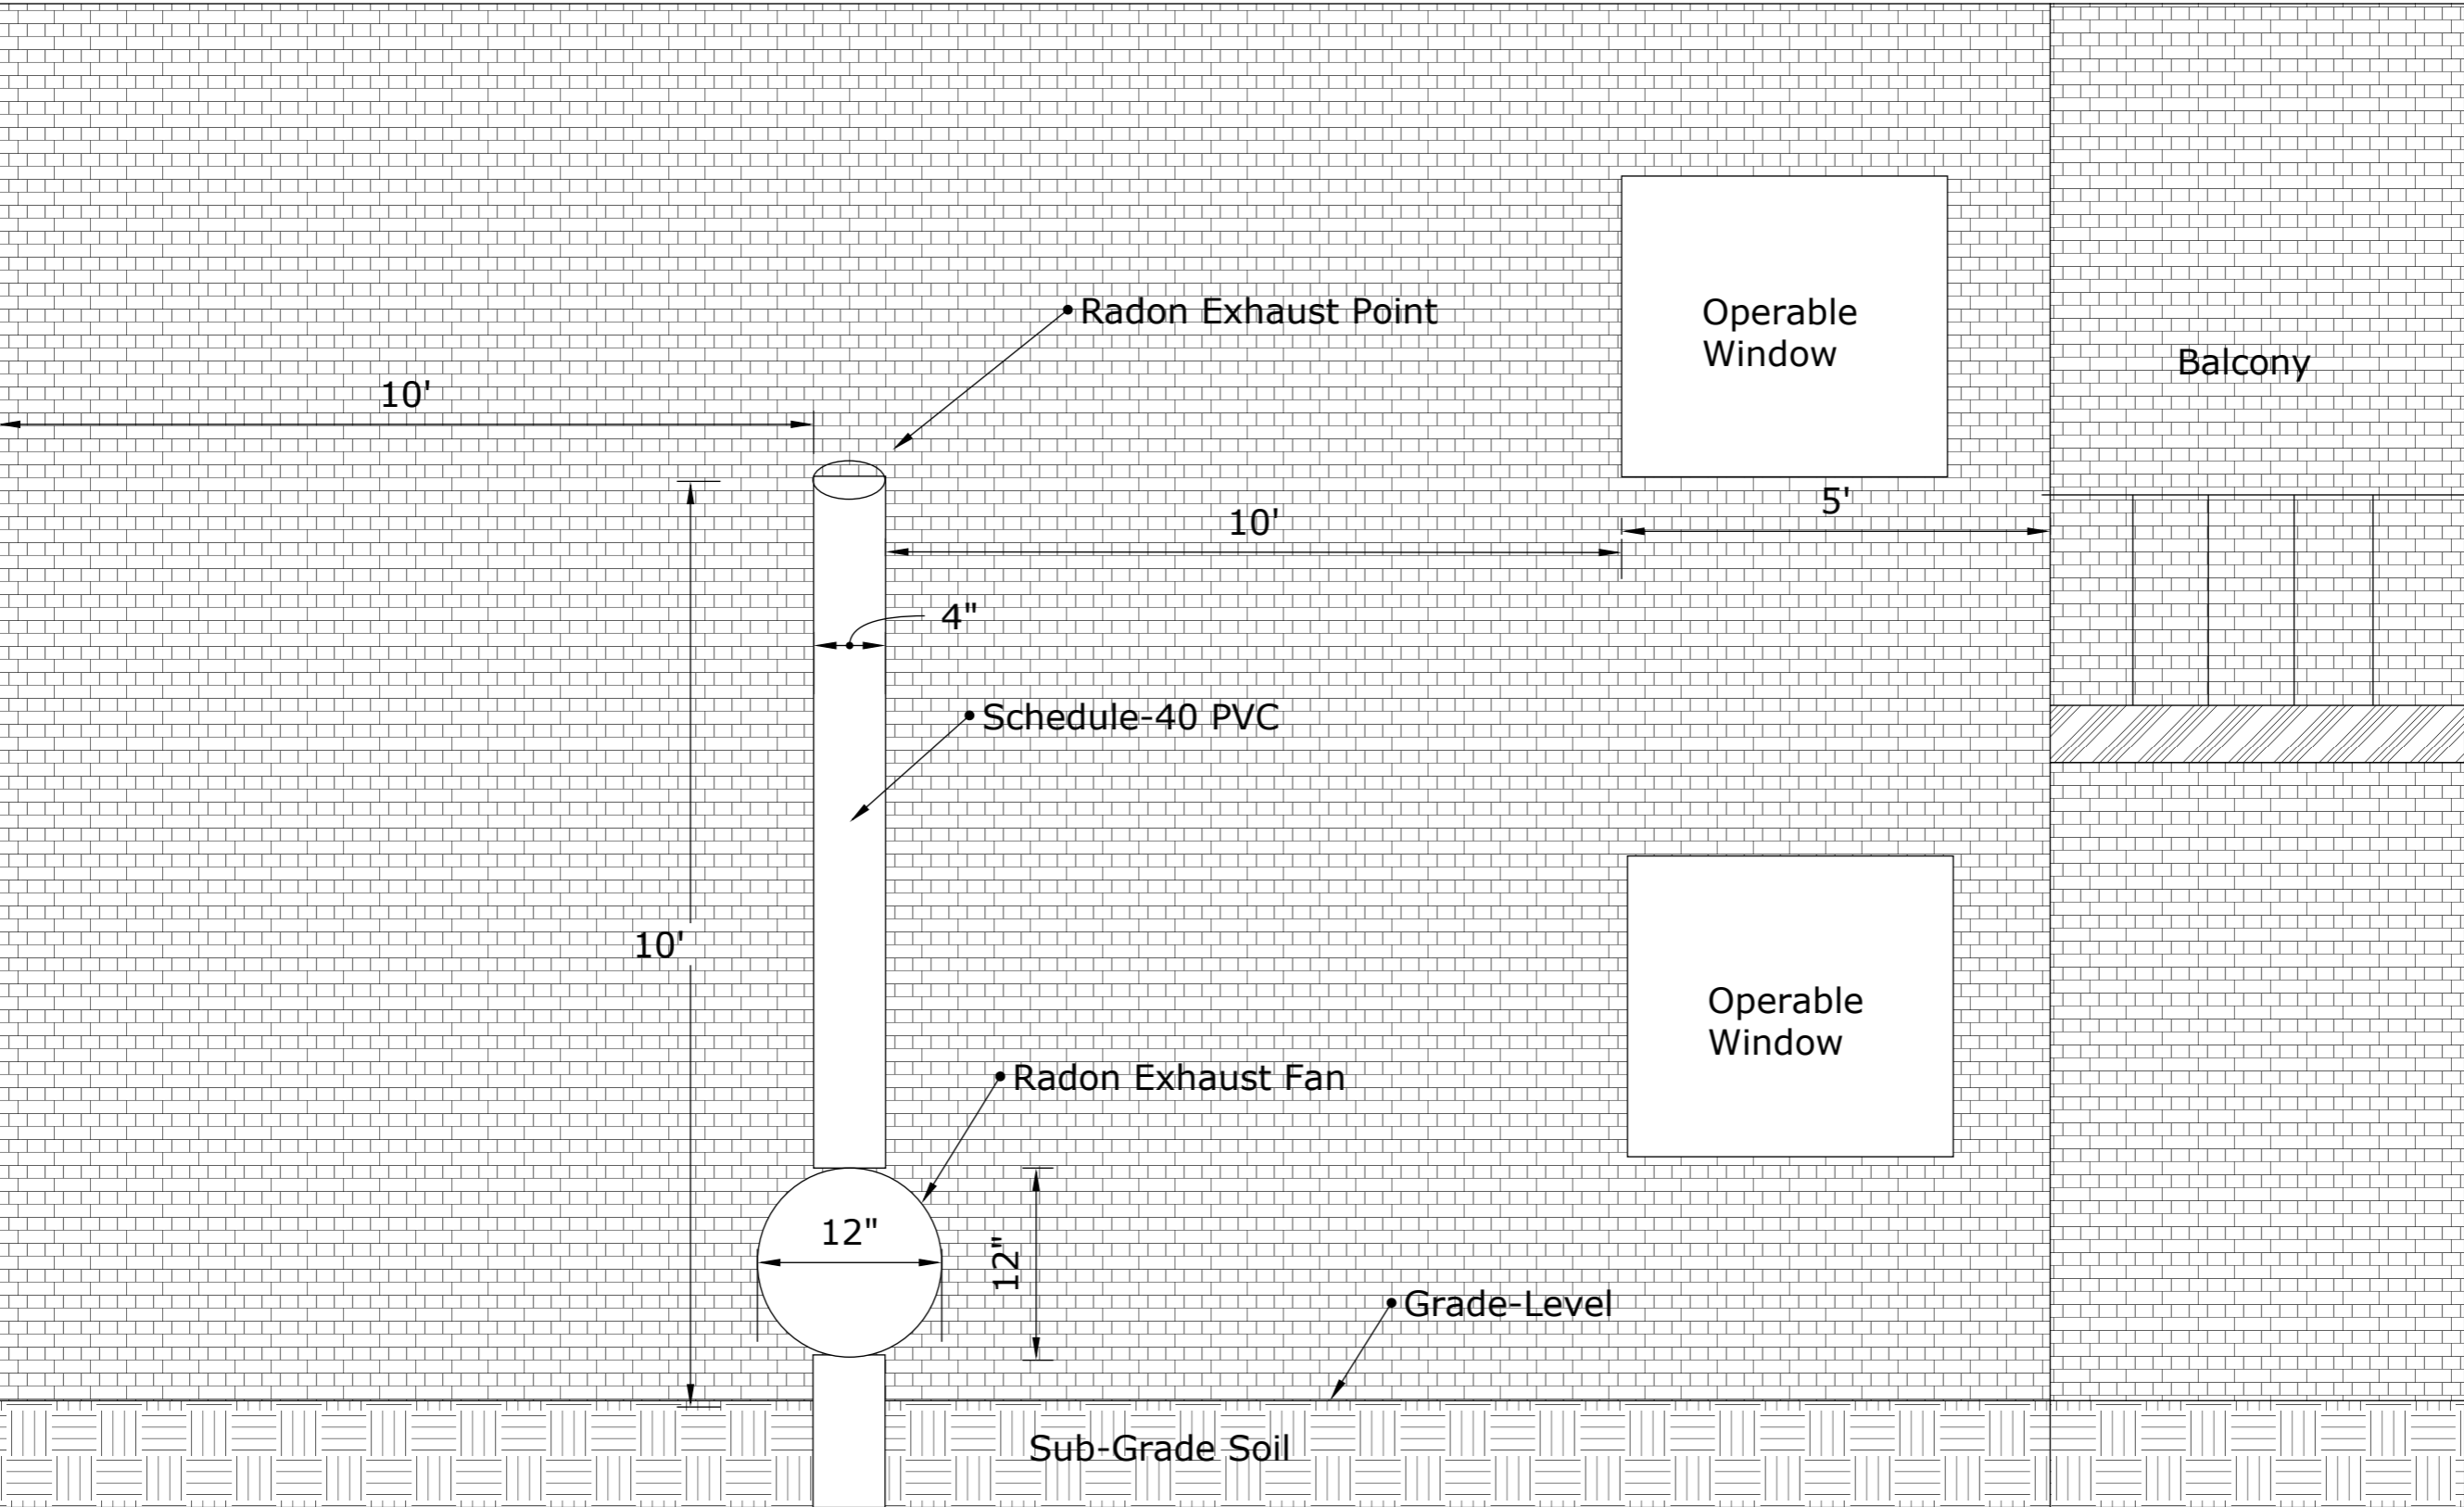 Radon Exhaust Point
Operable
Window
Balcony
10'
5'
10'
4"
Schedule-40 PVC
10'
Operable
Window
Radon Exhaust Fan
12"
12"
Grade-Level
Sub-Grade Soil